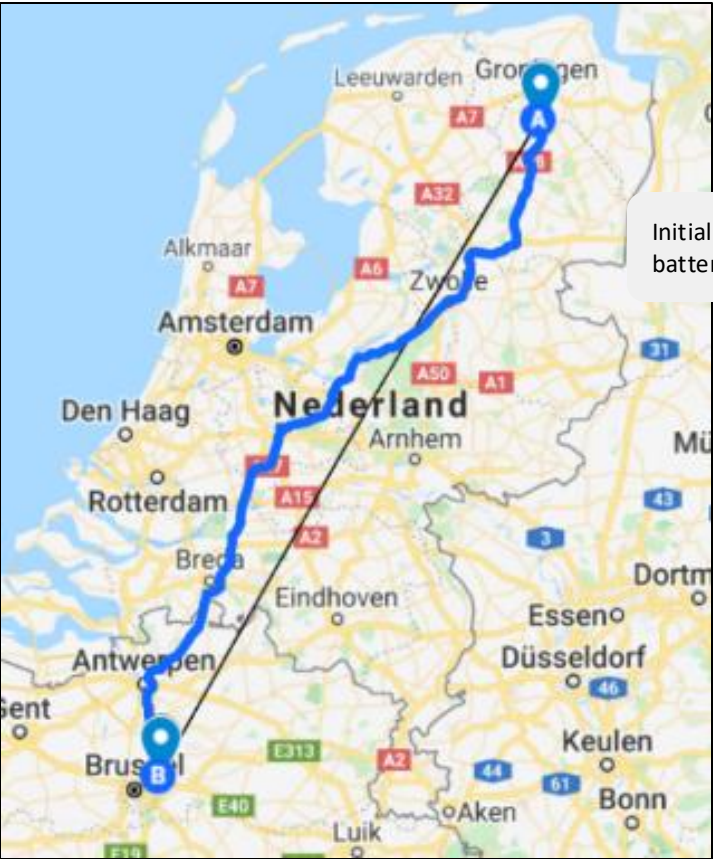 Leeuwarden
Groningen
A7
A
A32
Initial
batter
Alkmaar
A6
A7
Zwolle
Amsterdam
31
A50
A1
Nederland
Den Haag
Arnhem
Mü
Rotterdam
A15
43
A2
3
Breda
Dortm
Eindhoven
Essen
Antwerpen
Düsseldorf
46
Gent
Brussel
B
E313
A2
Keulen
44
61
E40
Aken
Bonn
Luik
E19